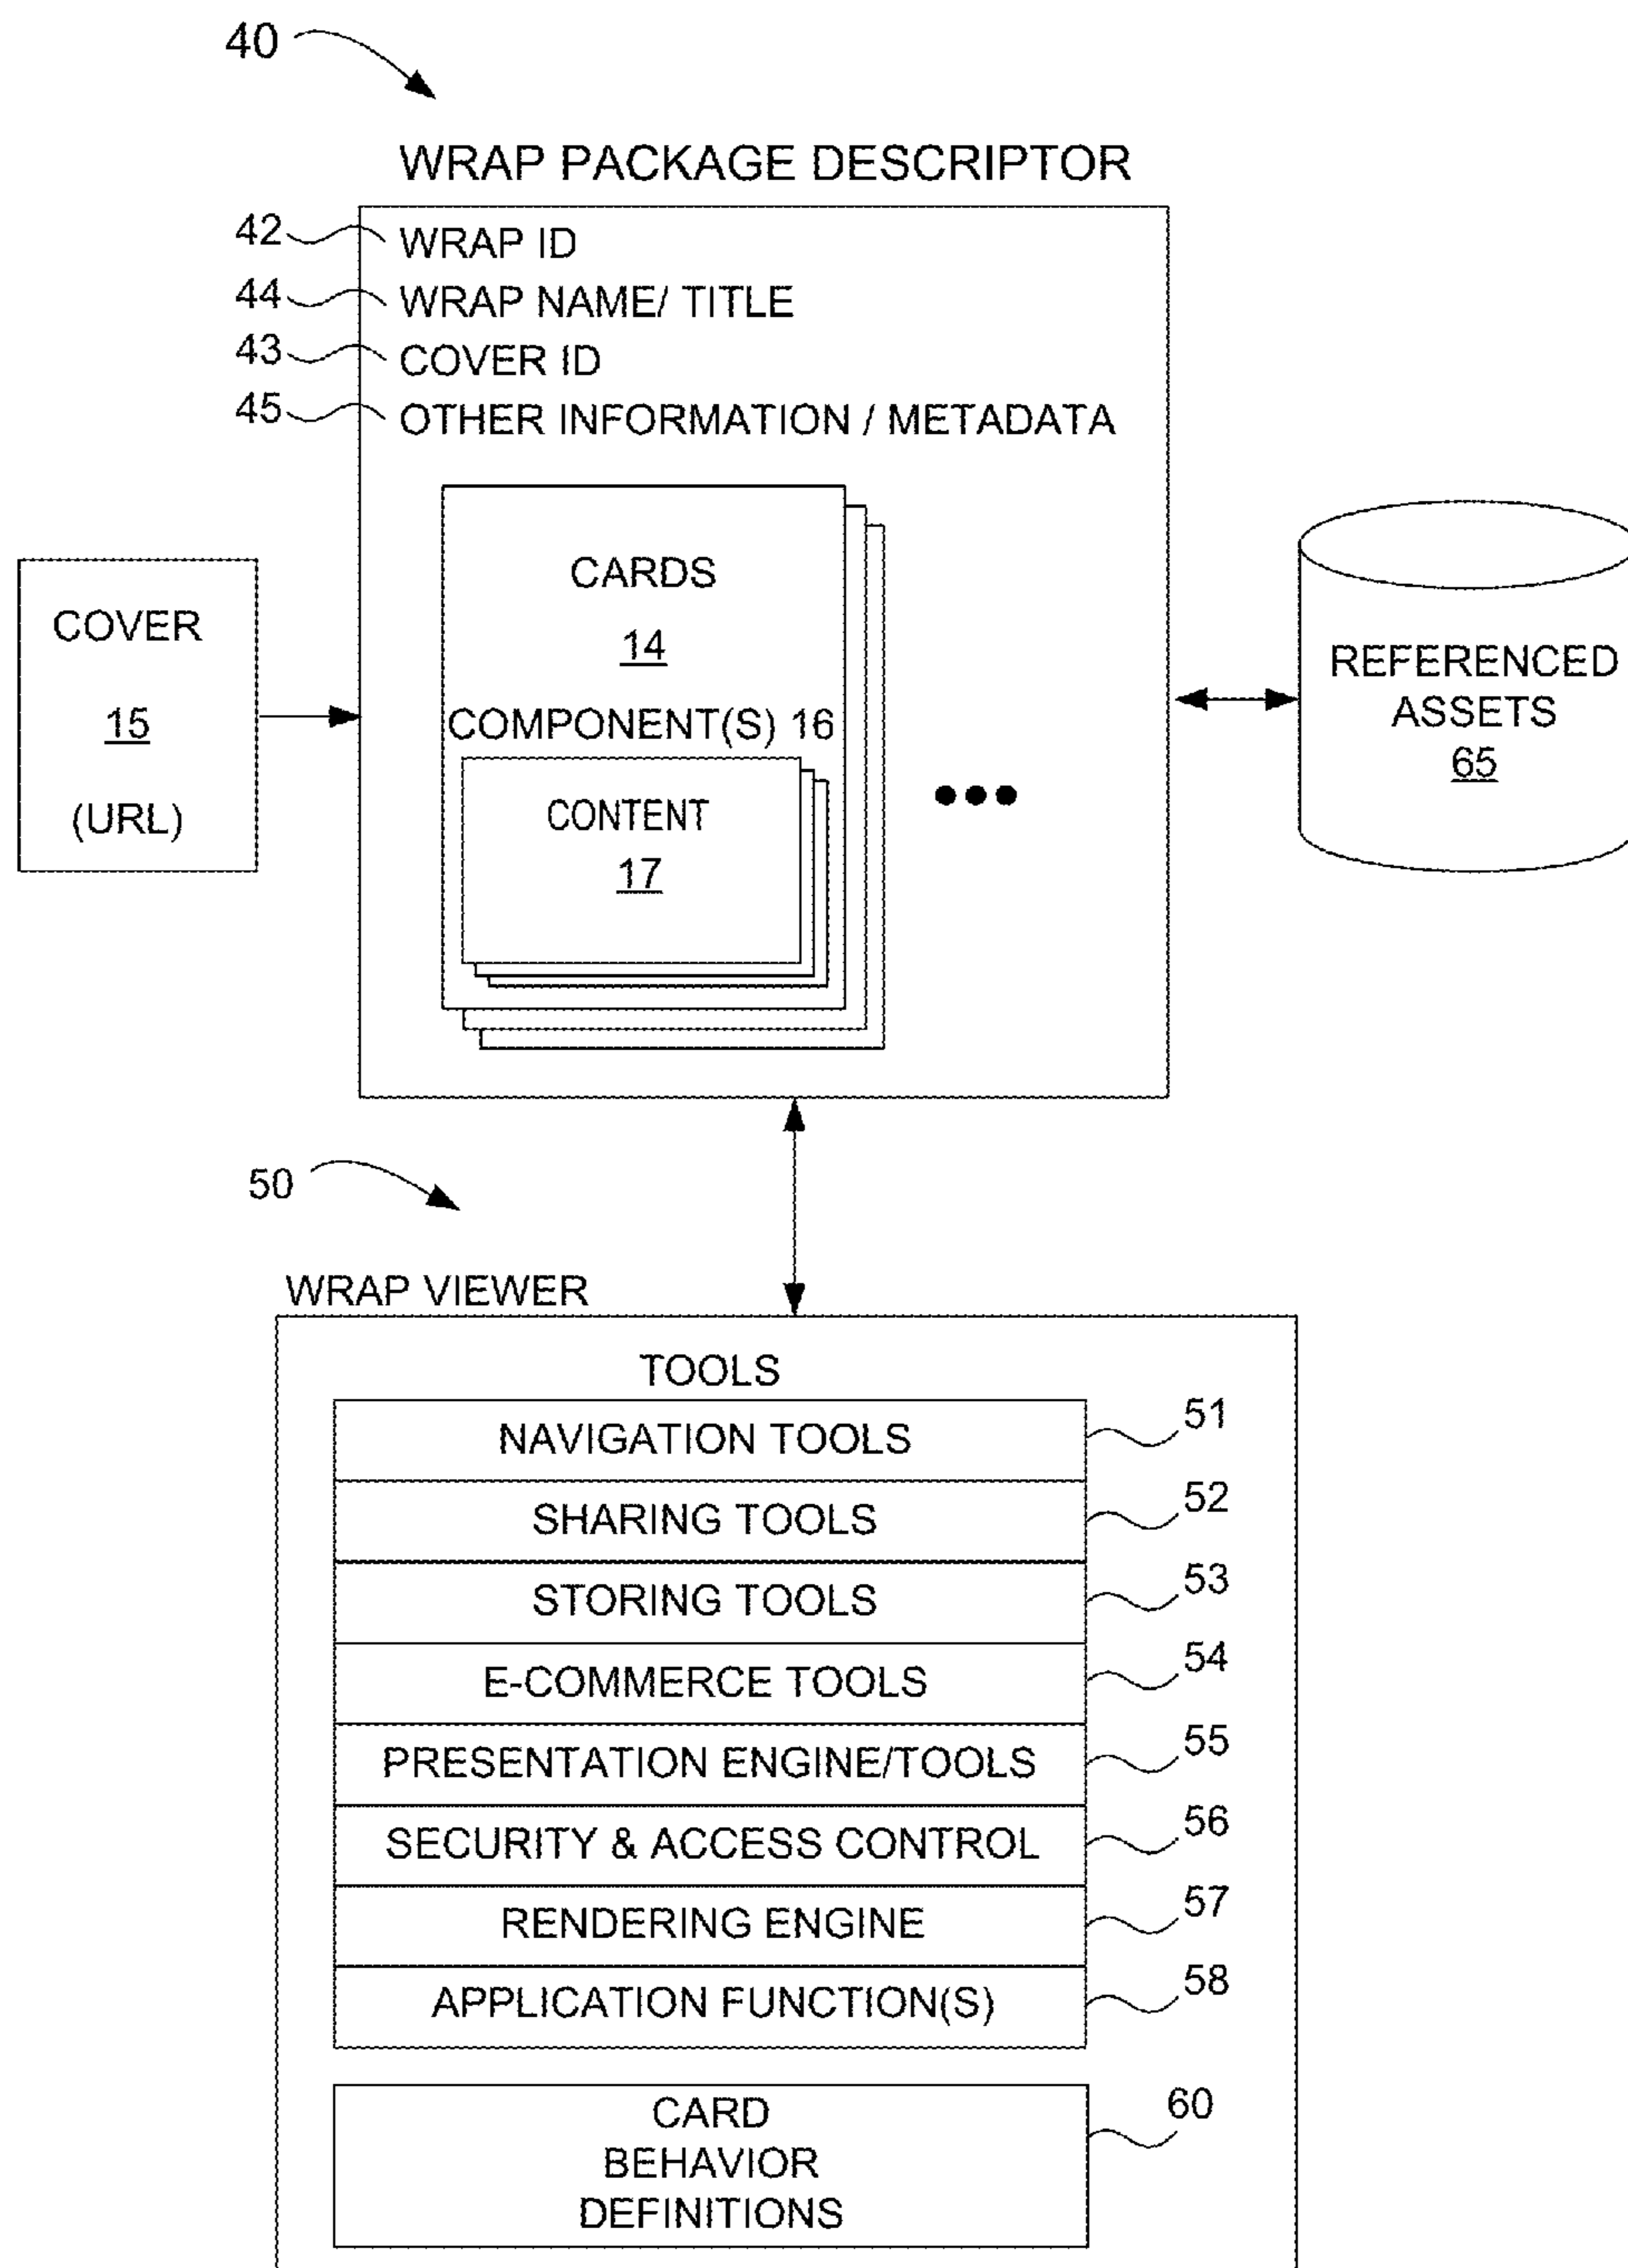 40
WRAP PACKAGE DESCRIPTOR
42 WRAP ID
44 WRAP NAME/ TITLE
43 COVER ID
45 OTHER INFORMATION / METADATA
COVER
15
(URL)
CARDS
14
COMPONENT(S) 16
CONTENT
17
REFERENCED
ASSETS
65
50
WRAP VIEWER
TOOLS
NAVIGATION TOOLS 51
SHARING TOOLS 52
STORING TOOLS 53
E-COMMERCE TOOLS 54
PRESENTATION ENGINE/TOOLS 55
SECURITY & ACCESS CONTROL 56
RENDERING ENGINE 57
APPLICATION FUNCTION(S) 58
CARD
BEHAVIOR
DEFINITIONS
60